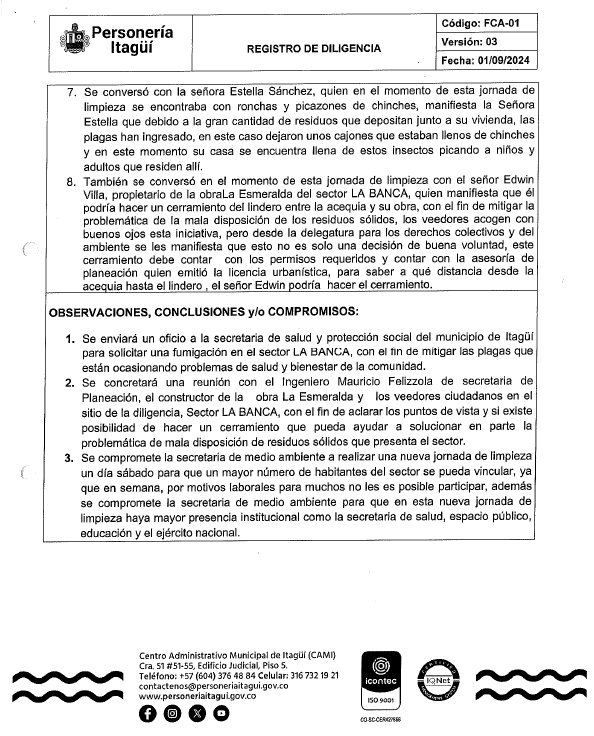 Personería
Itagüí
REGISTRO DE DILIGENCIA
Código: FCA-01
Versión: 03
Fecha: 01/09/2024
7. Se conversó con la señora Estella Sánchez, quien en el momento de esta jornada de
limpieza se encontraba con ronchas y picazones de chinches, manifiesta la Señora
Estella que debido a la gran cantidad de residuos que depositan junto a su vivienda, las
plagas han ingresado, en este caso dejaron unos cajones que estaban llenos de chinches
y en este momento su casa se encuentra llena de estos insectos picando a niños y
adultos que residen allí.
8. También se conversó en el momento de esta jornada de limpieza con el señor Edwin
Villa, propietario de la obraLa Esmeralda del sector LA BANCA, quien manifiesta que él
podría hacer un cerramiento del lindero entre la acequia y su obra, con el fin de mitigar la
problemática de la mala disposición de los residuos sólidos, los veedores acogen con
buenos ojos esta iniciativa, pero desde la delegatura para los derechos colectivos y del
ambiente se les manifiesta que esto no es solo una decisión de buena voluntad, este
cerramiento debe contar con los permisos requeridos y contar con la asesoría de
planeación quien emitió la licencia urbanística, para saber a qué distancia desde la
acequia hasta el lindero , el señor Edwin podría hacer el cerramiento.
OBSERVACIONES, CONCLUSIONES y/o COMPROMISOS:
1. Se enviará un oficio a la secretaria de salud y protección social del municipio de Itagüí
para solicitar una fumigación en el sector LA BANCA, con el fin de mitigar las plagas que
están ocasionando problemas de salud y bienestar de la comunidad.
2. Se concretará una reunión con el Ingeniero Mauricio Felizzola de secretaria de
Planeación, el constructor de la obra La Esmeralda y los veedores ciudadanos en el
sitio de la diligencia, Sector LA BANCA, con el fin de aclarar los puntos de vista y si existe
posibilidad de hacer un cerramiento que pueda ayudar a solucionar en parte la
problemática de mala disposición de residuos sólidos que presenta el sector.
3. Se compromete la secretaria de medio ambiente a realizar una nueva jornada de limpieza
un día sábado para que un mayor número de habitantes del sector se pueda vincular, ya
que en semana, por motivos laborales para muchos no les es posible participar, además
se compromete la secretaria de medio ambiente para que en esta nueva jornada de
limpieza haya mayor presencia institucional como la secretaria de salud, espacio público,
educación y el ejército nacional.
Centro Administrativo Municipal de Itagüí (CAMI)
Cra. 51 #51-55, Edificio Judicial, Piso 5.
Teléfono: +57 (604) 376 48 84 Celular: 316 732 19 21
contactenos@personeriaitagui.gov.co
www.personeriaitagui.gov.co
icontec
ISO 9001
CERTIFIED
IQNet